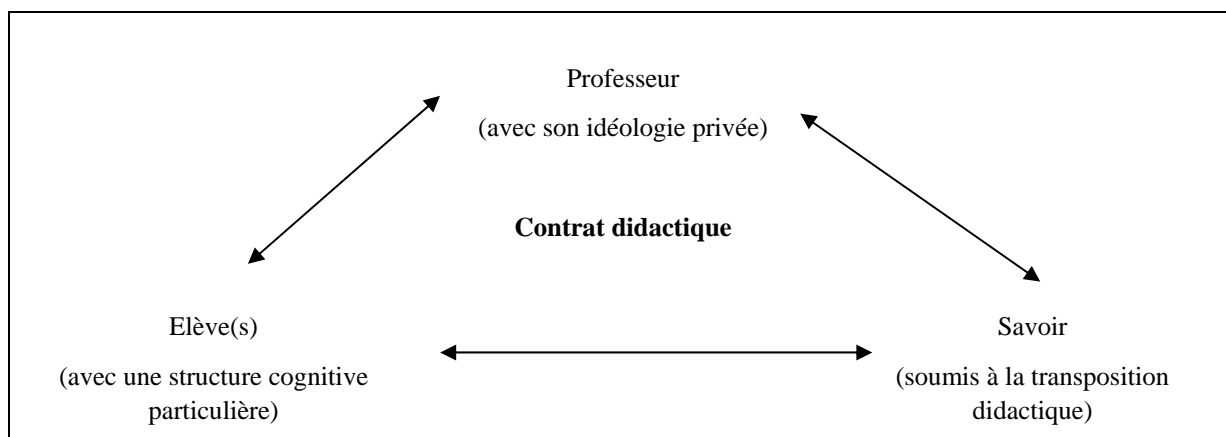 Professeur
(avec son idéologie privée)
Contrat didactique
Elève(s)
(avec une structure cognitive
particulière)
Savoir
(soumis à la transposition
didactique)